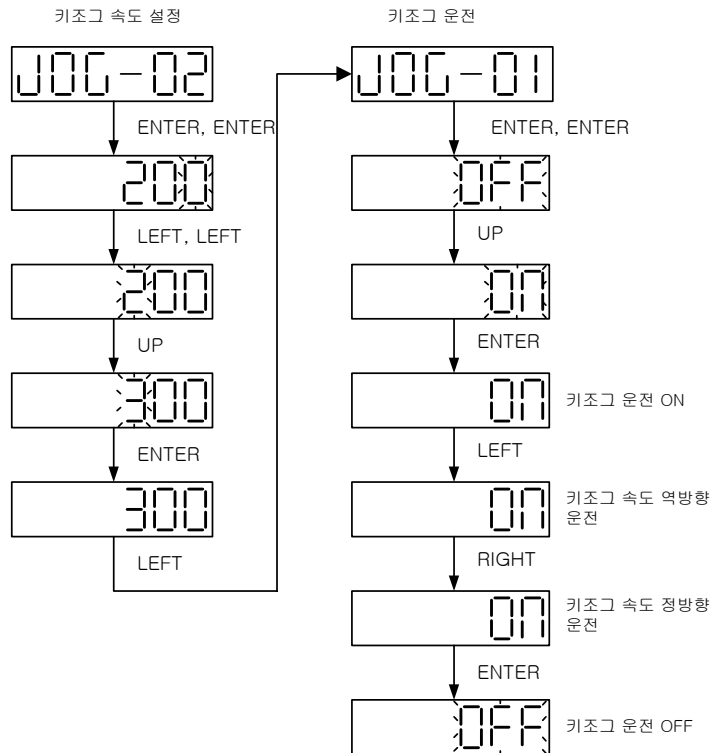 키조그 속도 설정
JOG-02
ENTER, ENTER
200
LEFT, LEFT
200
UP
300
ENTER
300
LEFT
키조그 운전
JOG-01
ENTER, ENTER
OFF
UP
ON
ENTER
ON
키조그 운전 ON
LEFT
ON
키조그 속도 역방향
운전
RIGHT
ON
키조그 속도 정방향
운전
ENTER
OFF
키조그 운전 OFF